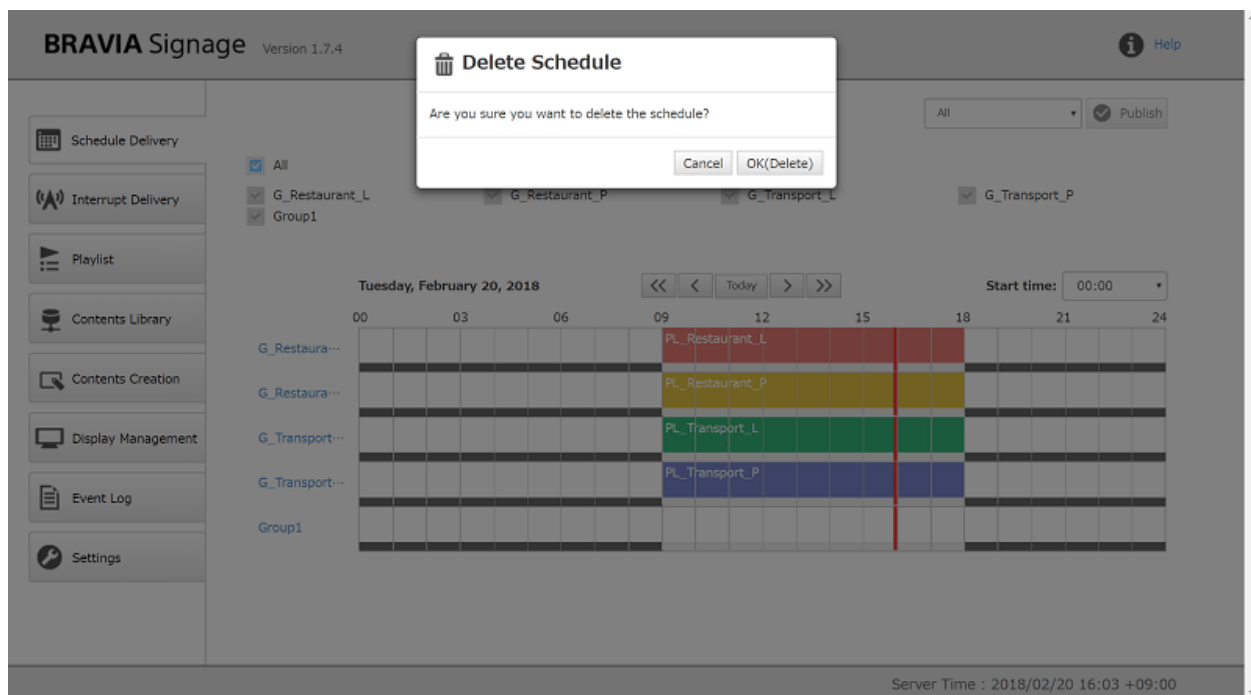 BRAVIA Signage Version 1.7.4
Help
Delete Schedule
Are you sure you want to delete the schedule?
Cancel OK(Delete)
All Publish
Schedule Delivery
Interrupt Delivery
Playlist
Contents Library
Contents Creation
Display Management
Event Log
Settings
All
G_Restaurant_L G_Restaurant_P G_Transport_L G_Transport_P
Group1
Tuesday, February 20, 2018 << < Today > >> Start time: 00:00
00 03 06 09 12 15 18 21 24
G_Restaura… PL_Restaurant_L
G_Restaura… PL_Restaurant_P
G_Transport… PL_Transport_L
G_Transport… PL_Transport_P
Group1
Server Time : 2018/02/20 16:03 +09:00